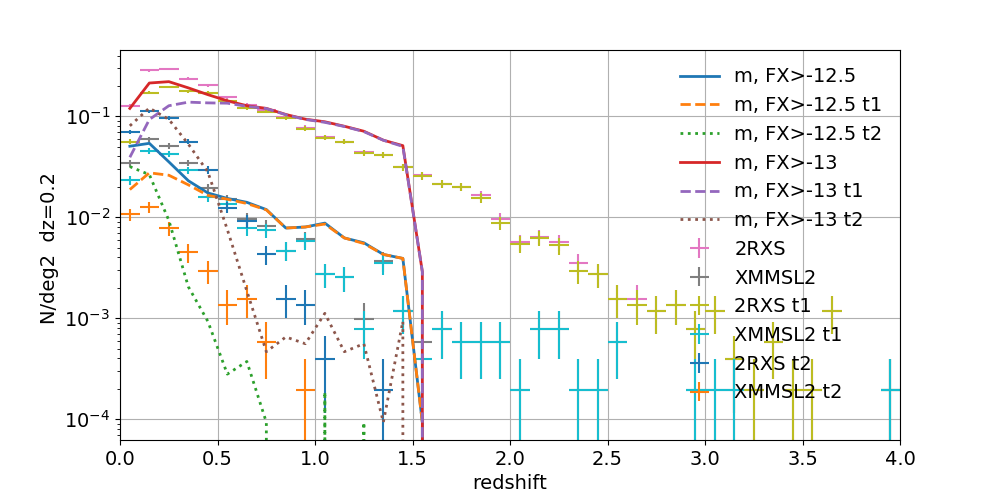 10⁻¹
10⁻²
10⁻³
10⁻⁴
N/deg2  dz=0.2
m, FX>-12.5
m, FX>-12.5 t1
m, FX>-12.5 t2
m, FX>-13
m, FX>-13 t1
m, FX>-13 t2
2RXS
XMMSL2
2RXS t1
XMMSL2 t1
2RXS t2
XMMSL2 t2
0.0 0.5 1.0 1.5 2.0 2.5 3.0 3.5 4.0
redshift